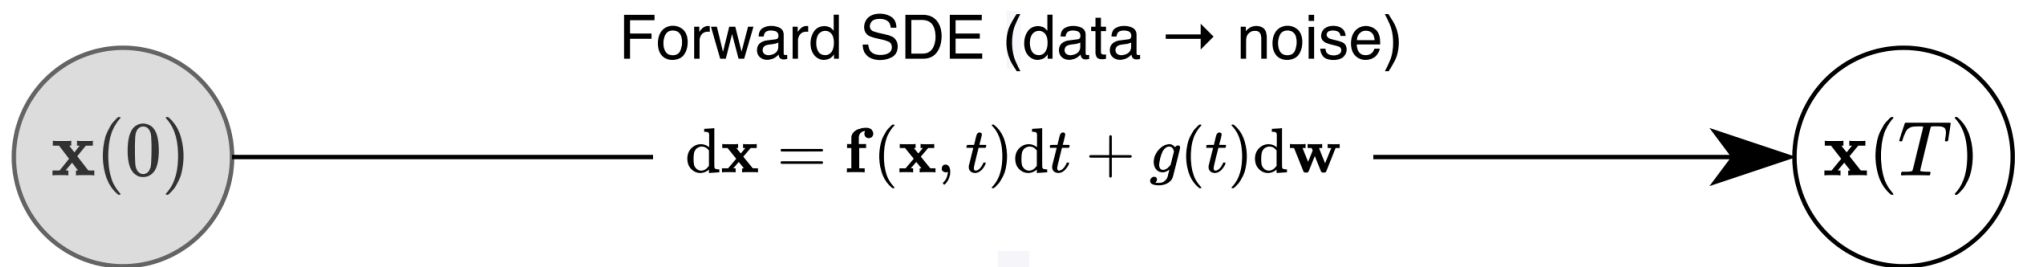 Forward SDE (data → noise)
x(0)
dx = f(x, t)dt + g(t)dw
x(T)